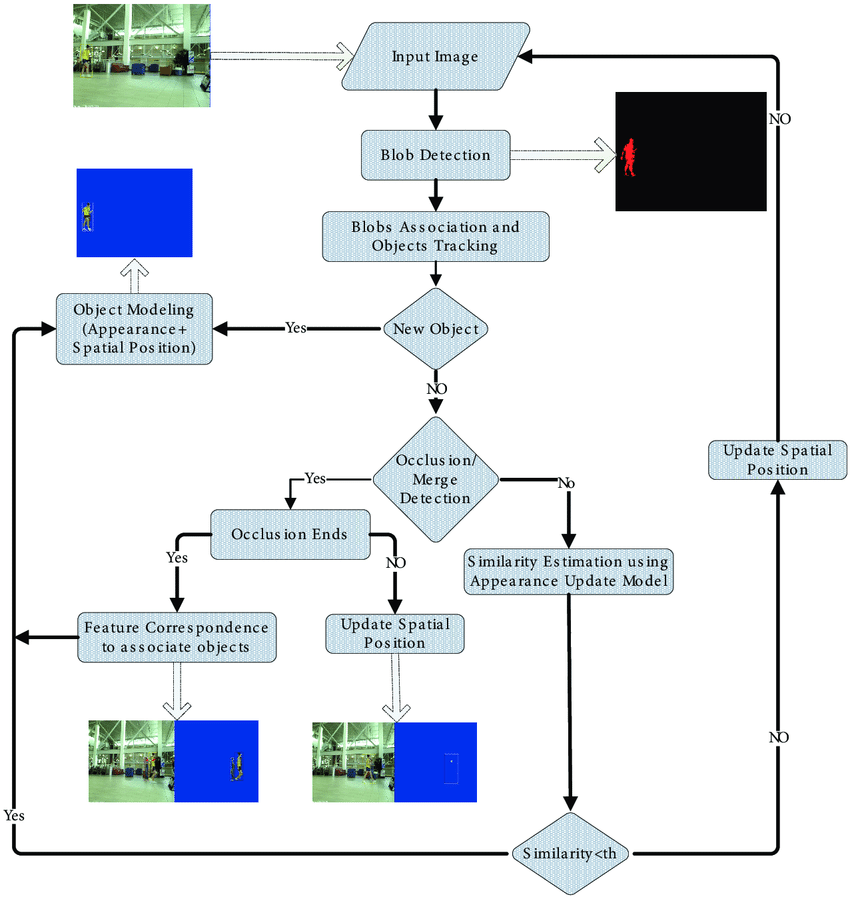 Input Image
NO
Blob Detection
Blobs Association and
Objects Tracking
Object Modeling
(Appearance+
Spatial Position)
Yes
New Object
NO
Occlusion/
Merge
Detection
Yes
No
Update Spatial
Position
Occlusion Ends
Yes
NO
Similarity Estimation using
Appearance Update Model
Feature Correspondence
to associate objects
Update Spatial
Position
NO
Yes
Similarity<th